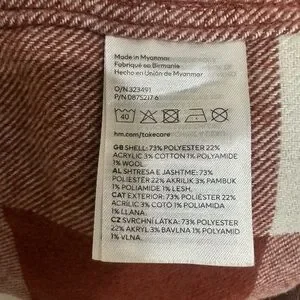 Made in Myanmar
Fabriqué en Birmanie
Hecho en Unión de Myanmar
O/N 323491
P/N 0875217 6
40
hm.com/takecare
GB SHELL: 73% POLYESTER 22%
ACRYLIC 3% COTTON 1% POLYAMIDE
1% WOOL.
AL SHTRESA E JASHTME: 73%
POLIESTER 22% AKRILIK 3% PAMBUK
1% POLIAMIDE 1% LESH.
CAT EXTERIOR: 73% POLIÈSTER 22%
ACRÍLIC 3% COTÓ 1% POLIAMIDA
1% LLANA.
CZ SVRCHNÍ LÁTKA: 73% POLYESTER
22% AKRYL 3% BAVLNA 1% POLYAMID
1% VLNA.